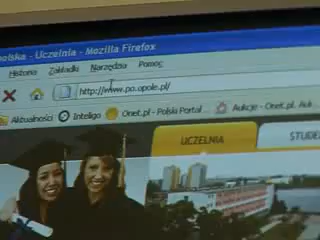 olska - Uczelnia - Mozilla Firefox
Historia Zakładki Narzędzia Pomoc
http://www.po.opole.pl/
Aktualności Inteligo Onet.pl - Polski Portal ... Aukcje - Onet.pl. Auk
UCZELNIA STUDE